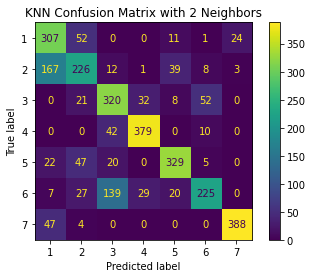 KNN Confusion Matrix with 2 Neighbors
1 307 52 0 0 11 1 24
2 167 226 12 1 39 8 3
3 0 21 320 32 8 52 0
4 0 0 42 379 0 10 0
5 22 47 20 0 329 5 0
6 7 27 139 29 20 225 0
7 47 4 0 0 0 0 388
1 2 3 4 5 6 7
True label
Predicted label
350
300
250
200
150
100
50
0